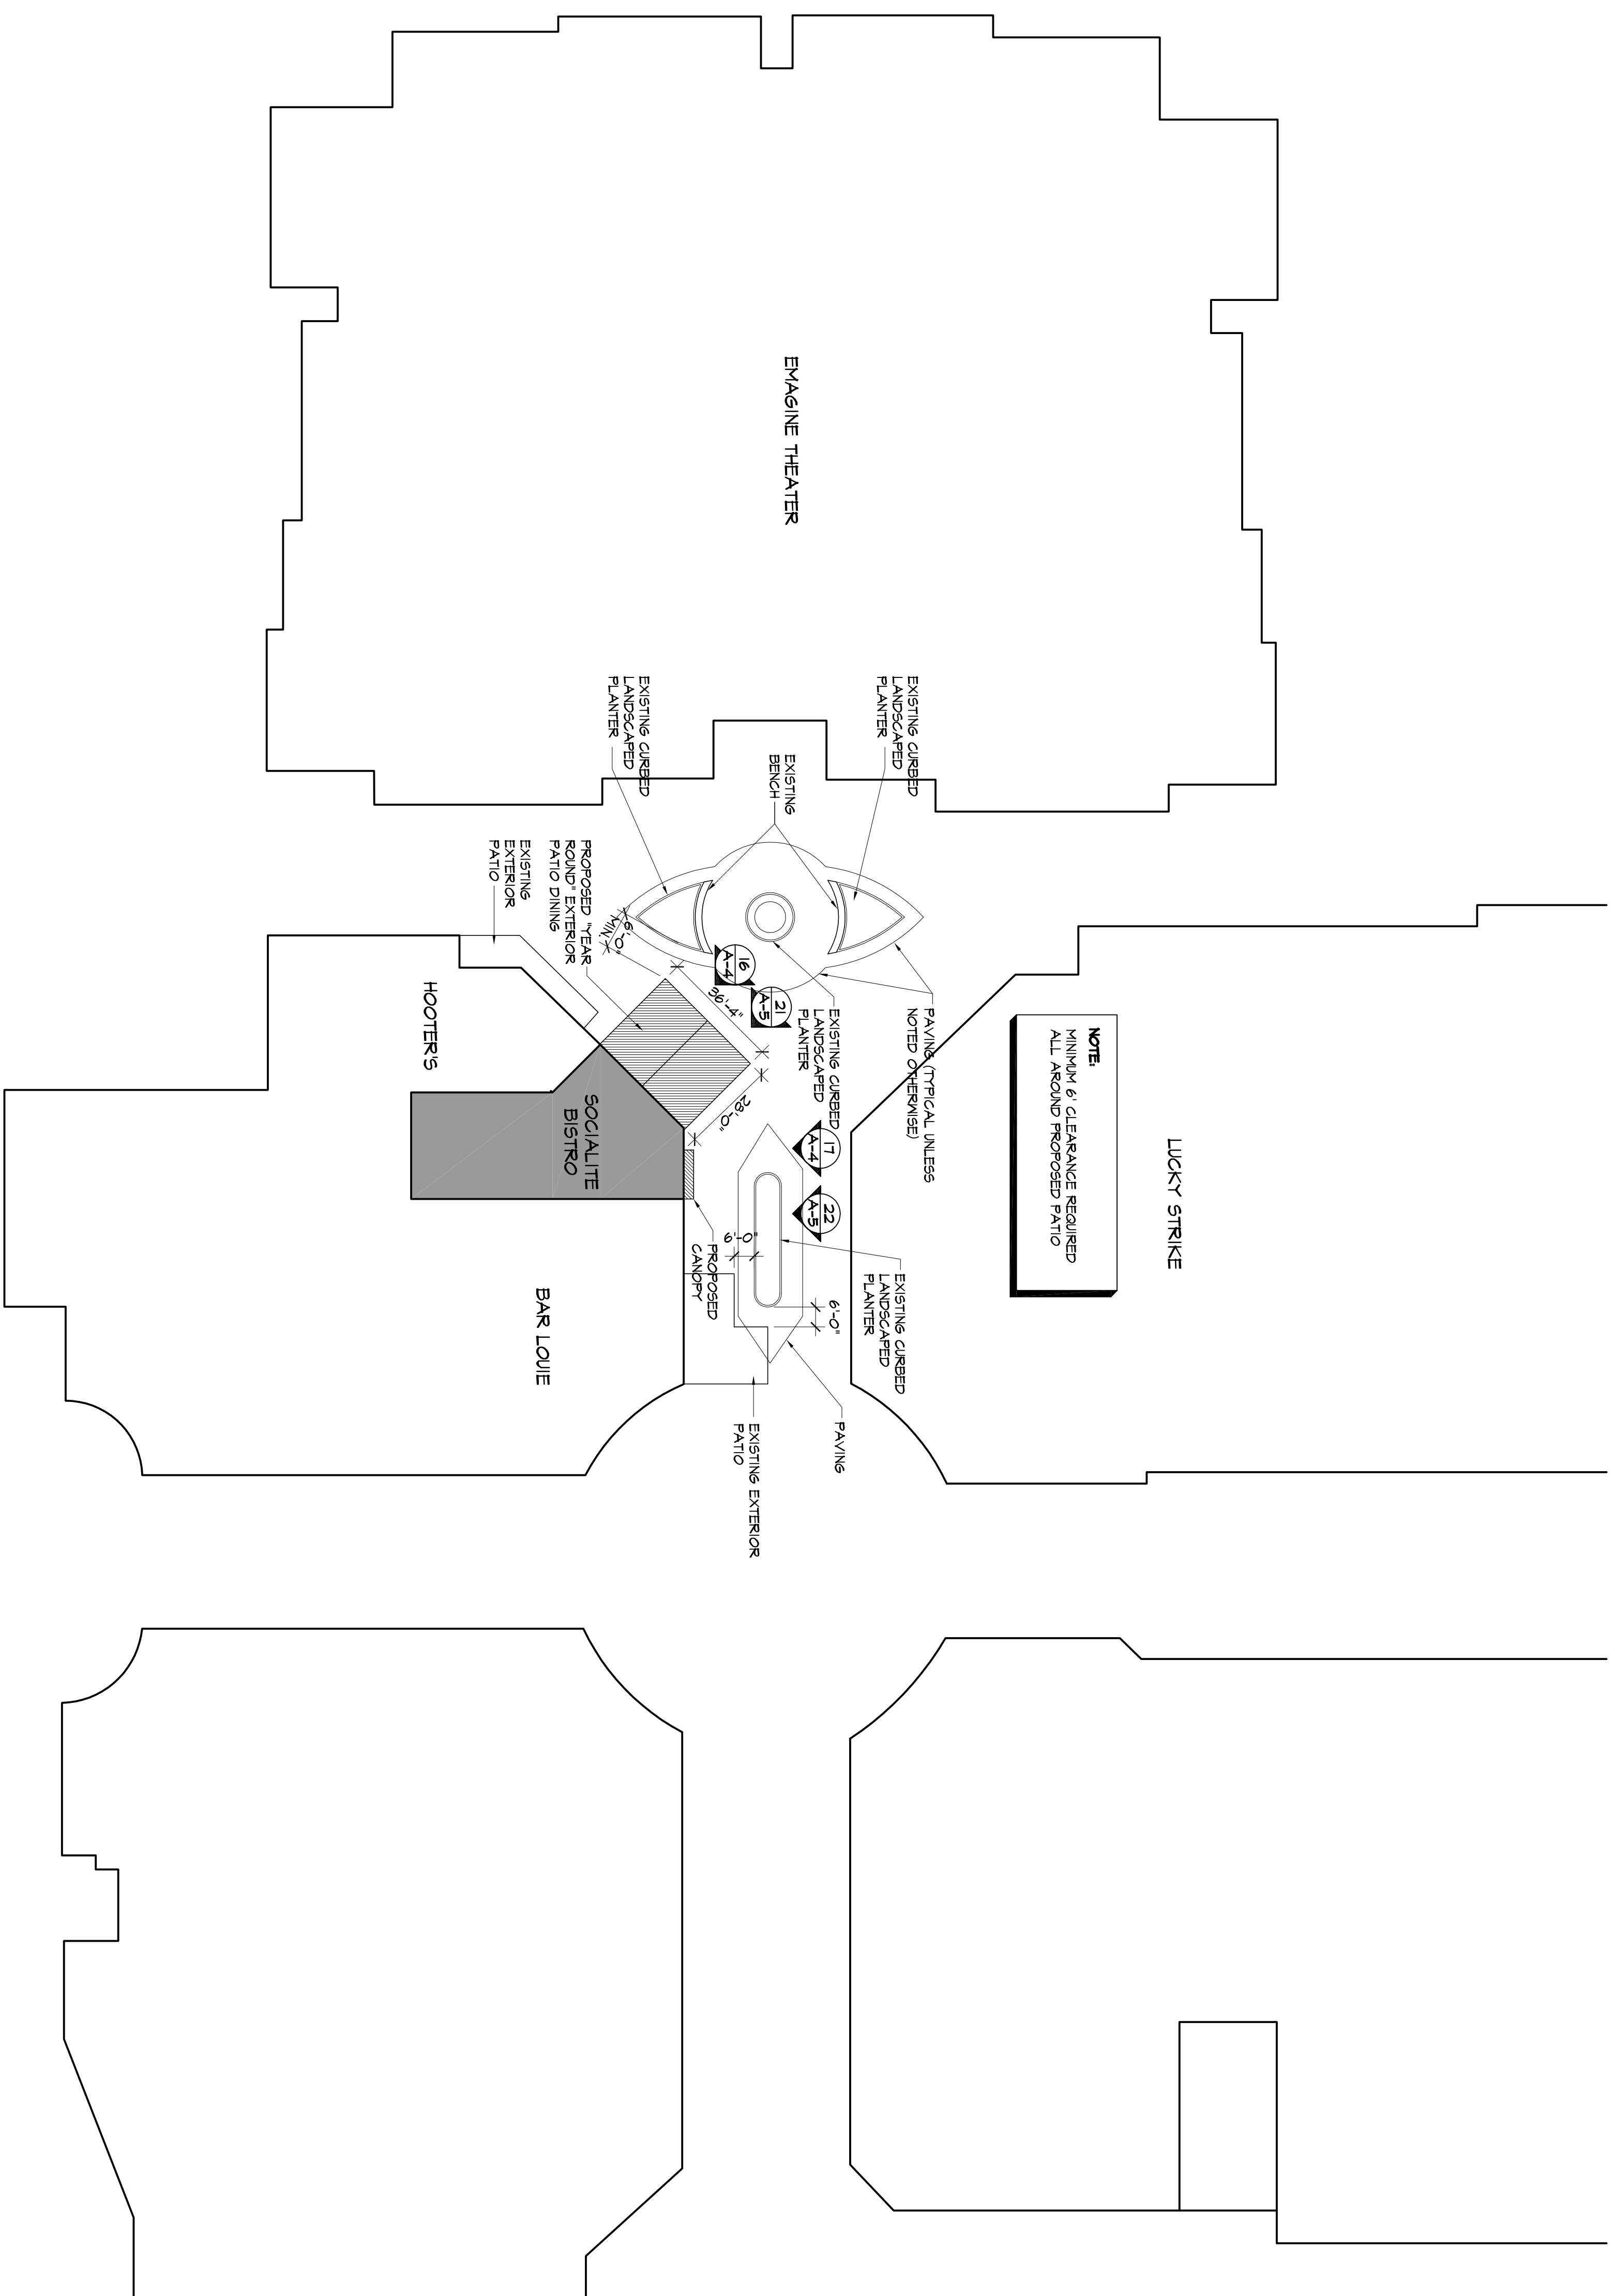 EMAGINE THEATER
LUCKY STRIKE
NOTE:
MINIMUM 6' CLEARANCE REQUIRED
ALL AROUND PROPOSED PATIO
EXISTING CURBED
LANDSCAPED
PLANTER
EXISTING CURBED
LANDSCAPED
PLANTER
EXISTING
BENCH
PAVING (TYPICAL UNLESS
NOTED OTHERWISE)
EXISTING CURBED
LANDSCAPED
PLANTER
EXISTING CURBED
LANDSCAPED
PLANTER
PAVING
EXISTING EXTERIOR
PATIO
PROPOSED "YEAR
ROUND" EXTERIOR
PATIO DINING
EXISTING
EXTERIOR
PATIO
6'-0"
MIN.
36'-4"
28'-0"
6'-0"
6'-0"
16
A-4
21
A-5
17
A-4
22
A-5
PROPOSED
CANOPY
HOOTER'S
SOCIALITE
BISTRO
BAR LOUIE